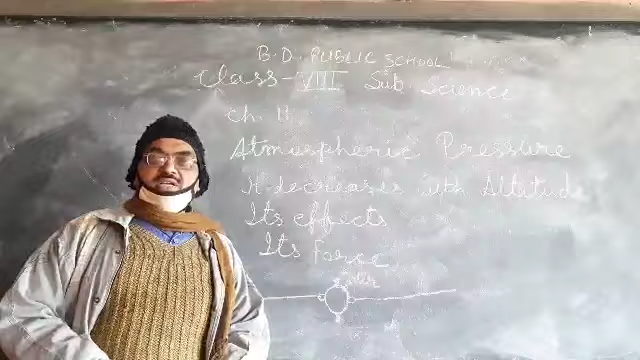 B.D. PUBLIC SCHOOL
Class-VIII Sub Science
Ch. 11.
Atmospheric Pressure
It decreases with Altitude
Its effects
Its Force